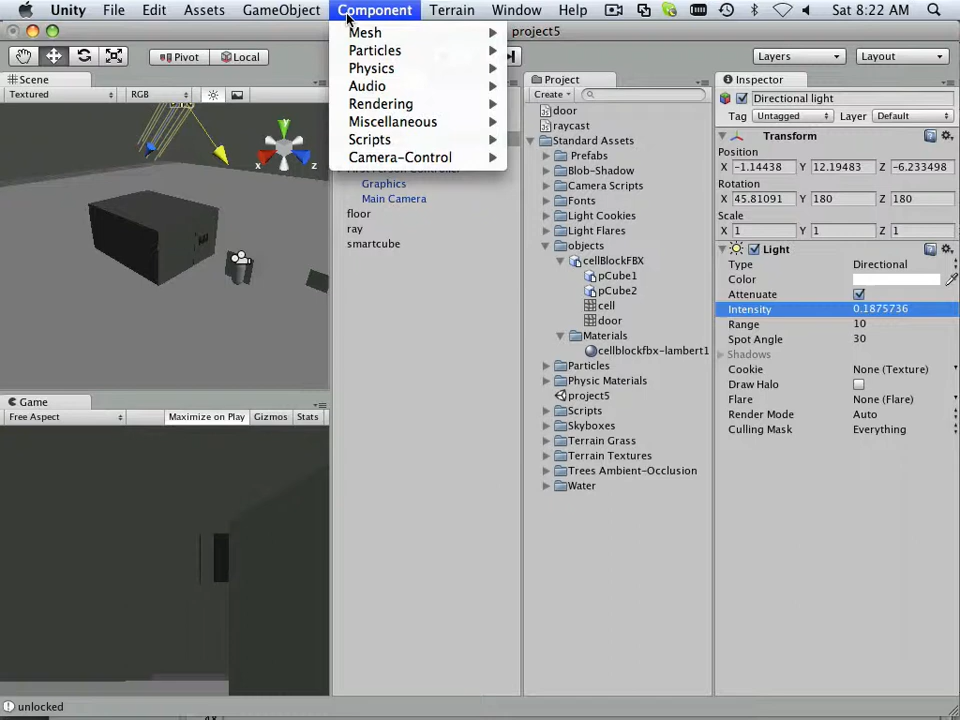 Unity File Edit Assets GameObject Component Terrain Window Help Sat 8:22 AM
project5
Mesh
Particles
Physics
Audio
Rendering
Miscellaneous
Scripts
Camera-Control
Pivot Local
Layers Layout
Scene
Textured RGB
Graphics
Main Camera
floor
ray
smartcube
Game
Free Aspect Maximize on Play Gizmos Stats
Project
Create
door
raycast
Standard Assets
Prefabs
Blob-Shadow
Camera Scripts
Fonts
Light Cookies
Light Flares
objects
cellBlockFBX
pCube1
pCube2
cell
door
Materials
cellblockfbx-lambert1
Particles
Physic Materials
project5
Scripts
Skyboxes
Terrain Grass
Terrain Textures
Trees Ambient-Occlusion
Water
Inspector
Directional light
Tag Untagged Layer Default
Transform
Position
X -1.14438 Y 12.19483 Z -6.233498
Rotation
X 45.81091 Y 180 Z 180
Scale
X 1 Y 1 Z 1
Light
Type Directional
Color
Attenuate
Intensity 0.1875736
Range 10
Spot Angle 30
Shadows
Cookie None (Texture)
Draw Halo
Flare None (Flare)
Render Mode Auto
Culling Mask Everything
unlocked